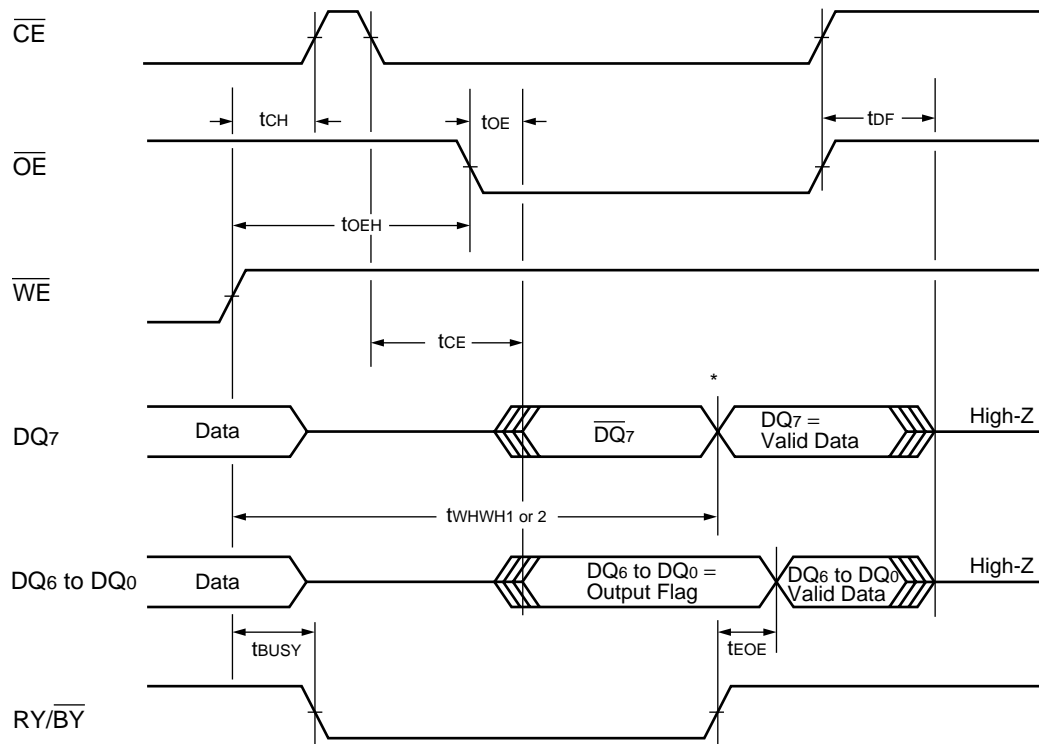 CE
tCH
tOE
tDF
OE
tOEH
WE
tCE
*
DQ7
Data
DQ7
DQ7 =
Valid Data
High-Z
tWHWH1 or 2
DQ6 to DQ0
Data
DQ6 to DQ0 =
Output Flag
DQ6 to DQ0
Valid Data
High-Z
tBUSY
tEOE
RY/BY